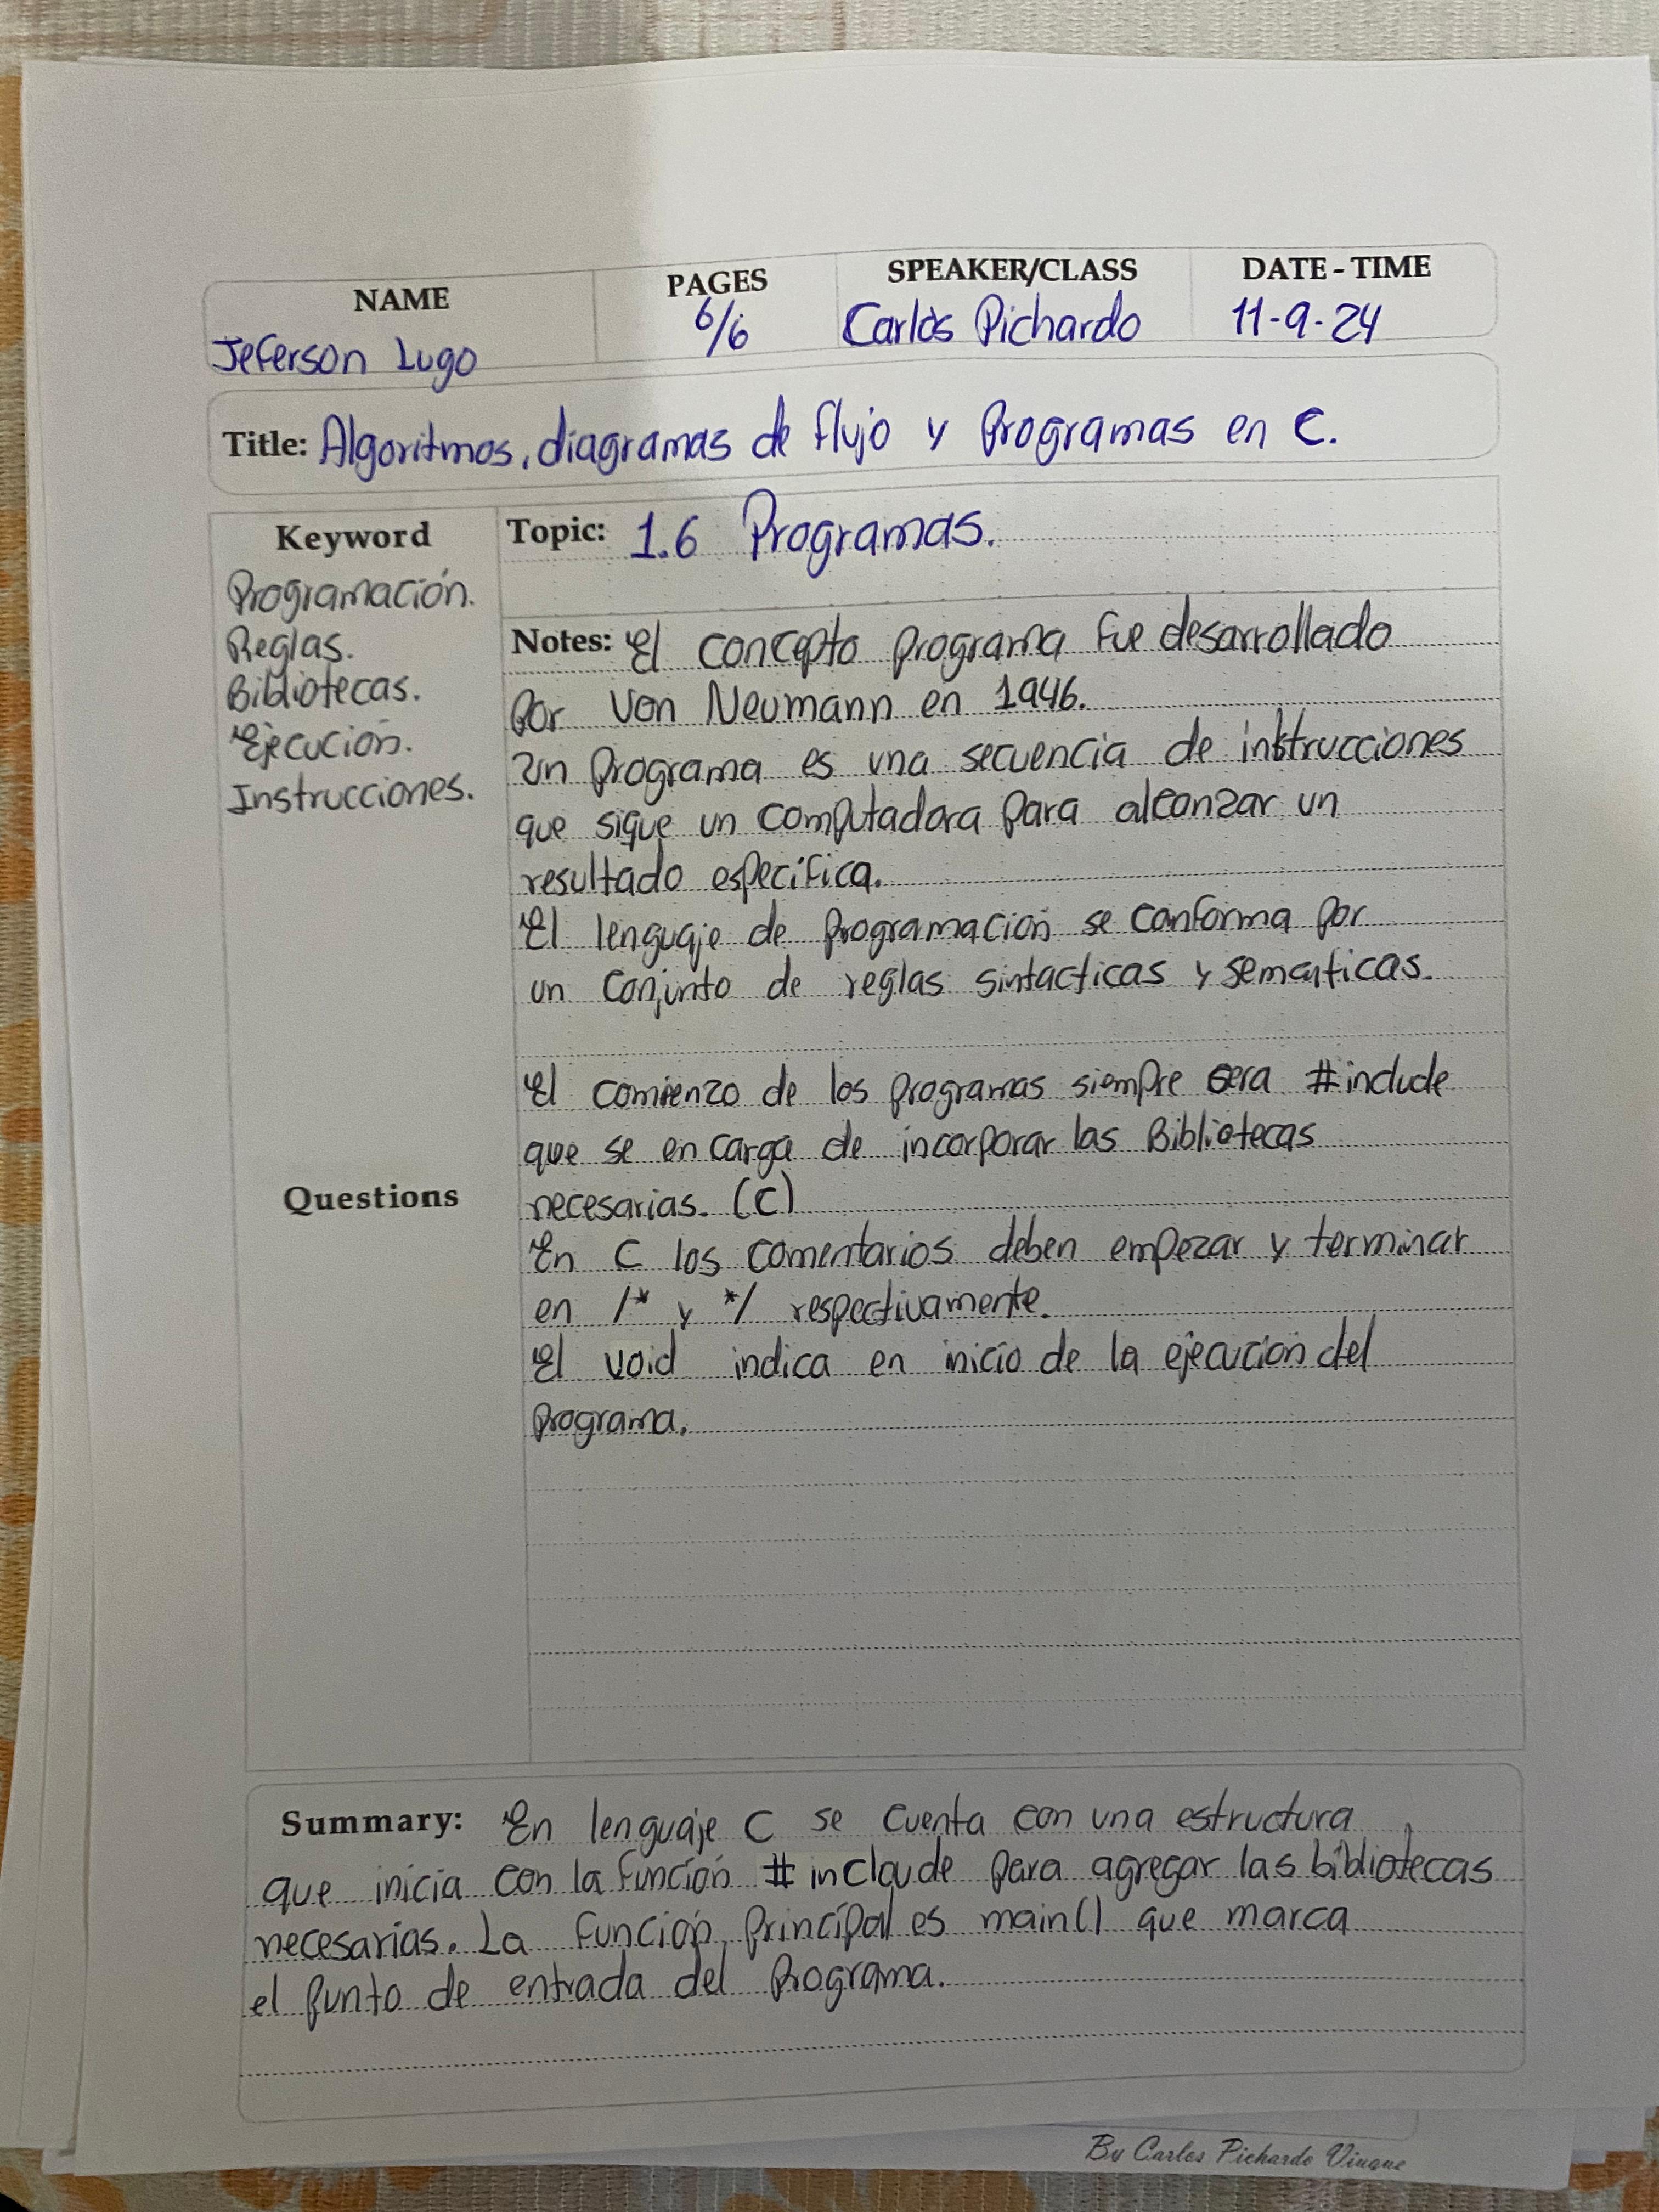 NAME
PAGES
SPEAKER/CLASS
DATE - TIME
Jeferson Lugo
6/6
Carlos Pichardo
11-9-24
Title: Algoritmos, diagramas de flujo y Programas en C.
Keyword
Programación.
Reglas.
Bibliotecas.
Ejecución.
Instrucciones.
Questions
Topic: 1.6 Programas.
Notes: El concepto programa fue desarrollado
Por Von Neumann en 1946.
Un Programa es una secuencia de instrucciones
que sigue un computadora Para alcanzar un
resultado especifica.
El lenguaje de Programación se conforma por
un conjunto de reglas sintacticas y sematicas.
El comienzo de los programas siempre sera #include
que se en carga de incorporar las Bibliotecas
necesarias. (C)
En C los comentarios deben empezar y terminar
en /* y */ respectivamente.
El void indica en inicio de la ejecución del
Programa.
Summary: En lenguaje C se cuenta con una estructura
que inicia con la función #incloude para agregar las bibliotecas
necesarias. La función principal es main() que marca
el punto de entrada del Programa.
By Carlos Pichardo Viuque